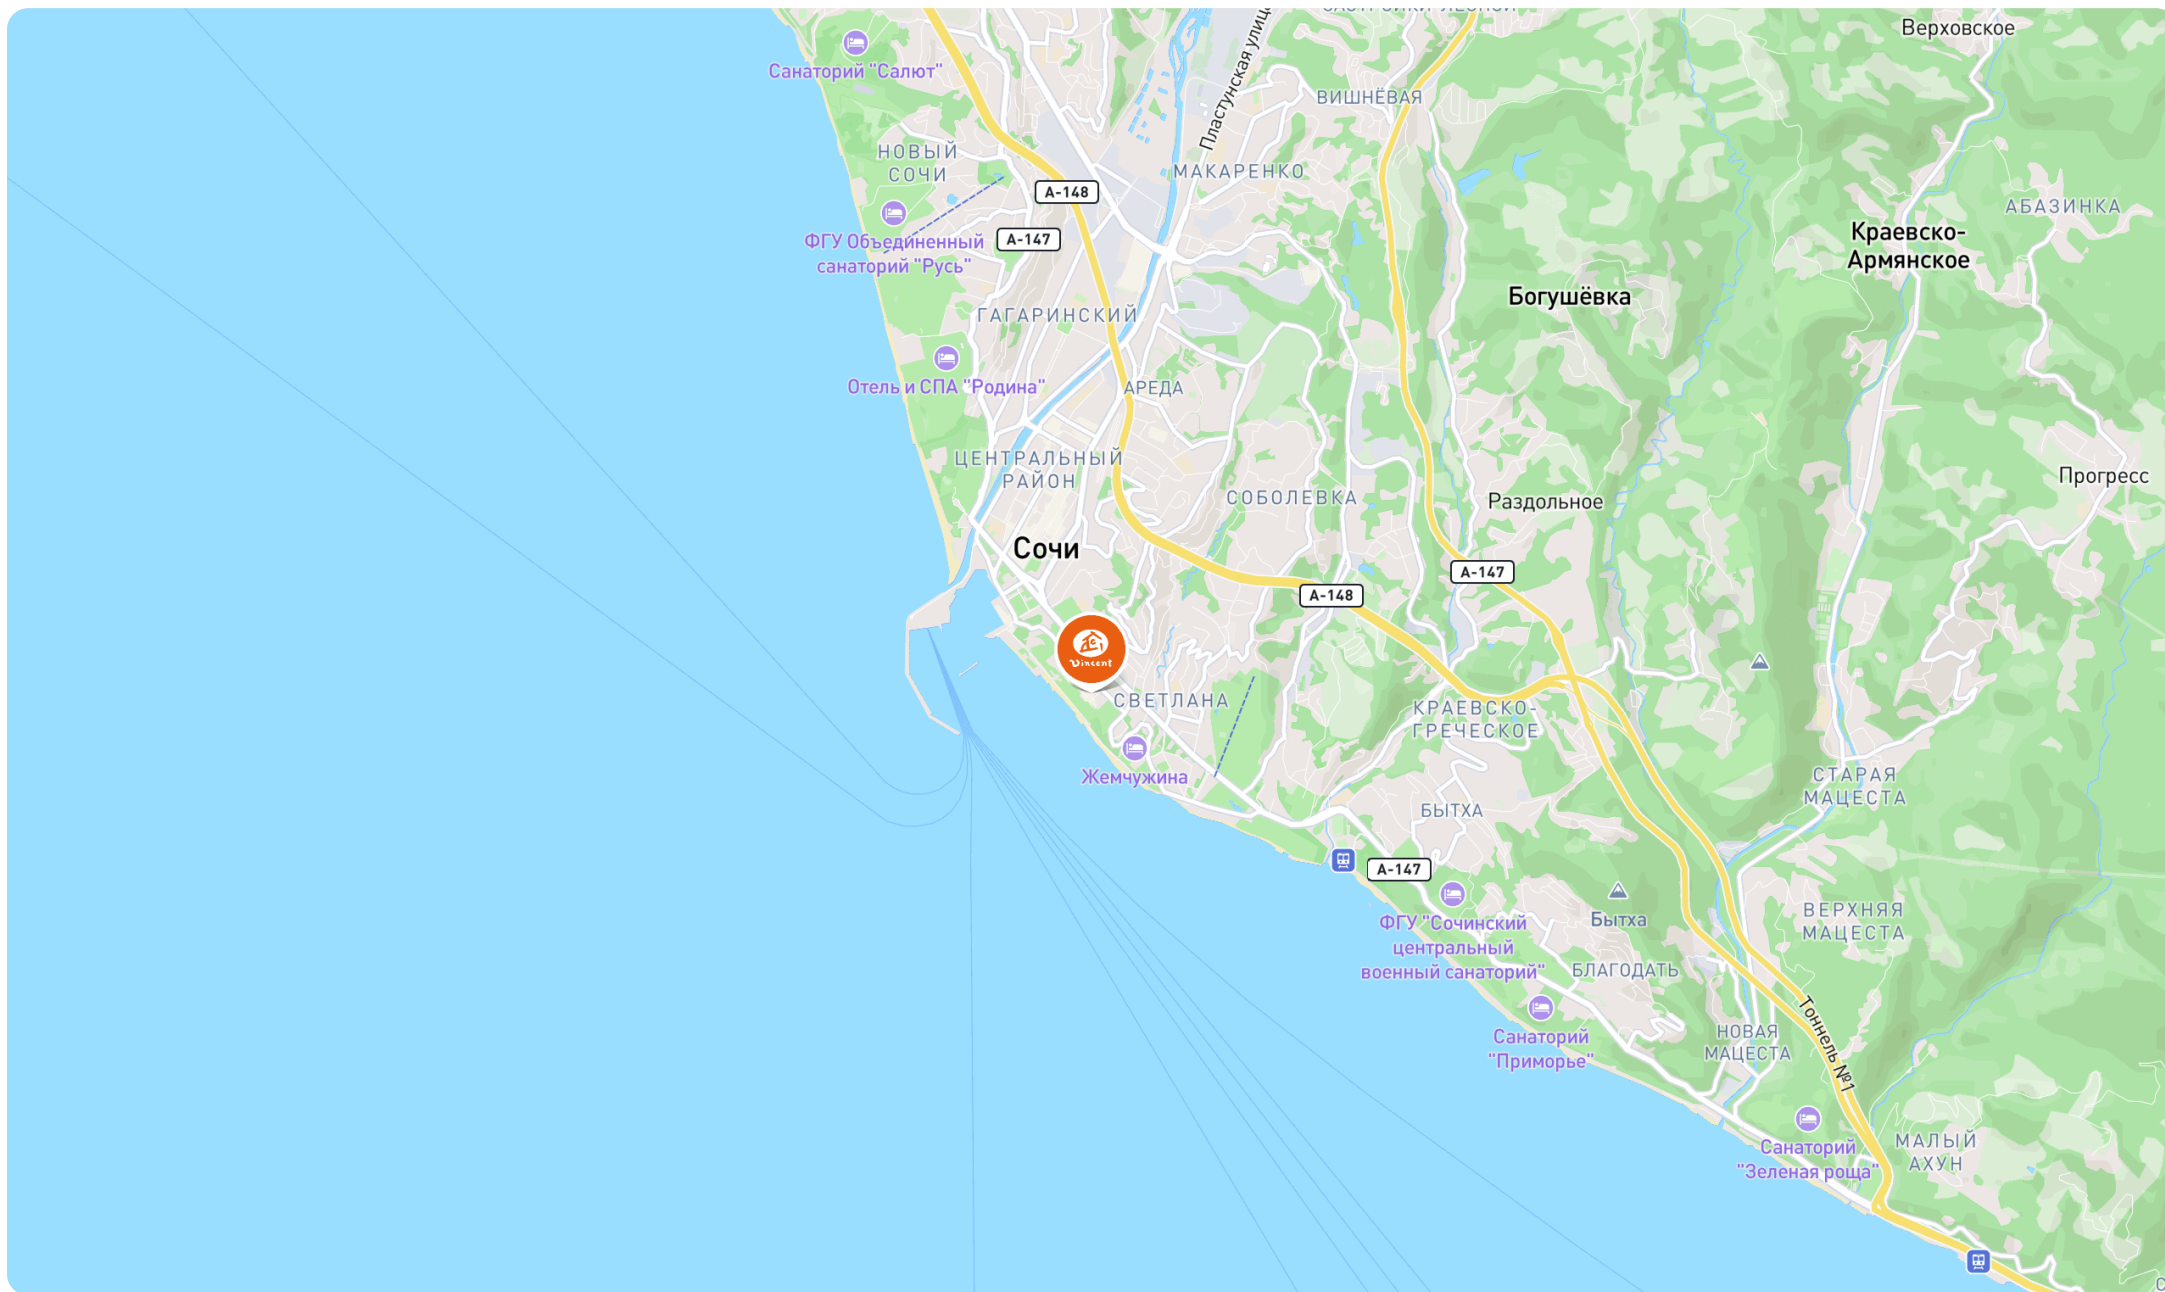 ЗАСТРОЙКИ ЛЕСНОЙ
Верховское
Санаторий "Салют"
Пластунская улица
ВИШНЁВАЯ
НОВЫЙ
СОЧИ
МАКАРЕНКО
А-148
АБАЗИНКА
ФГУ Объединенный
санаторий "Русь"
А-147
Краевско-
Армянское
Богушёвка
ГАГАРИНСКИЙ
Отель и СПА "Родина"
АРЕДА
ЦЕНТРАЛЬНЫЙ
РАЙОН
Прогресс
СОБОЛЕВКА
Раздольное
Сочи
А-147
А-148
Vincent
СВЕТЛАНА
КРАЕВСКО-
ГРЕЧЕСКОЕ
Жемчужина
СТАРАЯ
МАЦЕСТА
БЫТХА
А-147
ФГУ "Сочинский
центральный
военный санаторий"
Бытха
ВЕРХНЯЯ
МАЦЕСТА
БЛАГОДАТЬ
Санаторий
"Приморье"
НОВАЯ
МАЦЕСТА
Тоннель №1
Санаторий
"Зеленая роща"
МАЛЫЙ
АХУН